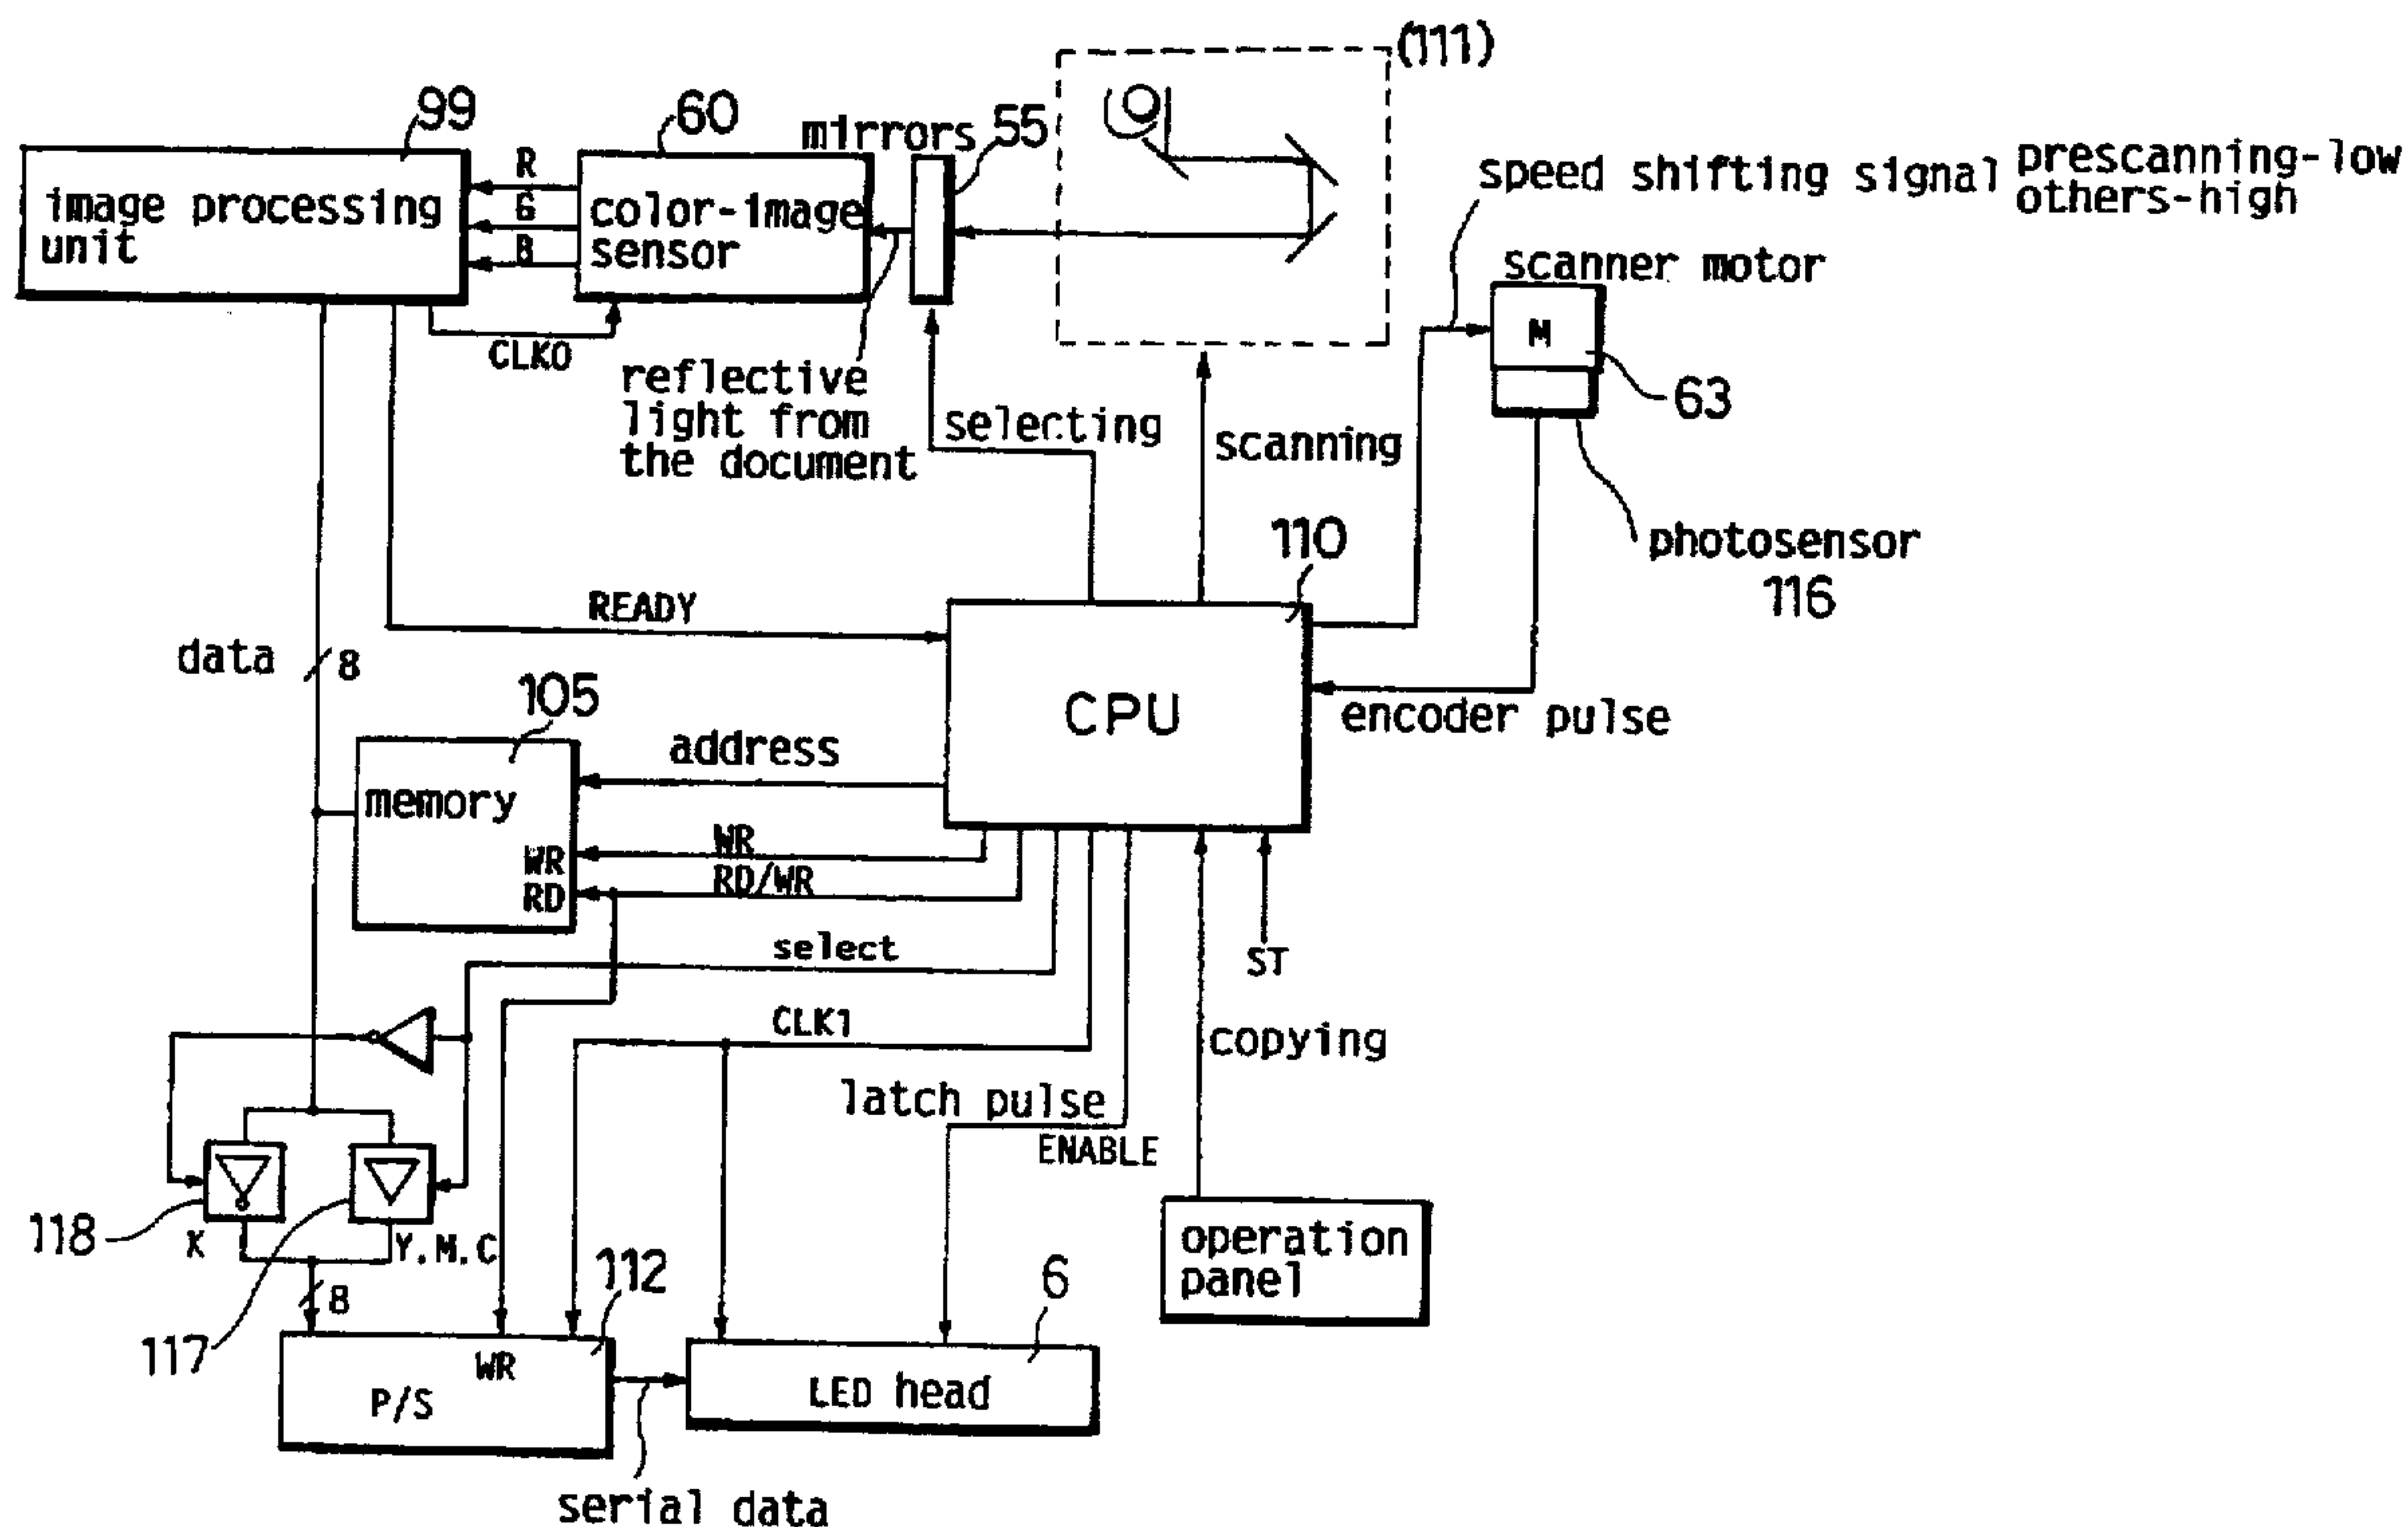 (111)
99
60
mirrors 55
speed shifting signal prescanning-low
others-high
image processing
unit
R
G
B
color-image
sensor
scanner motor
M
CLK0
reflective
light from
the document
selecting
scanning
63
photosensor
116
110
READY
data
8
105
CPU
encoder pulse
address
memory
WR
RD
WR
RD/WR
select
ST
CLK1
copying
latch pulse
ENABLE
118
K
Y.M.C
8
117
112
6
operation
panel
WR
P/S
LED head
serial data